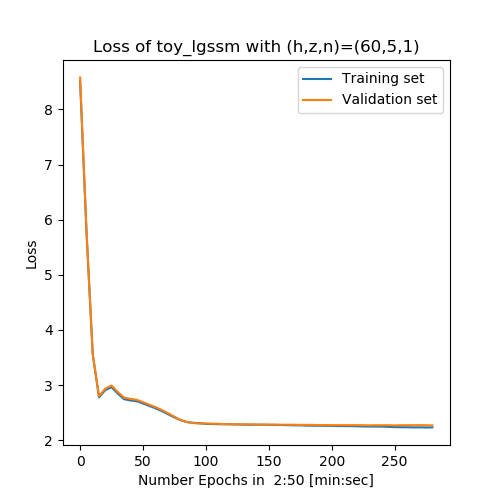 Loss of toy_lgssm with (h,z,n)=(60,5,1)
Training set
Validation set
8
7
6
5
4
3
2
Loss
0
50
100
150
200
250
Number Epochs in  2:50 [min:sec]